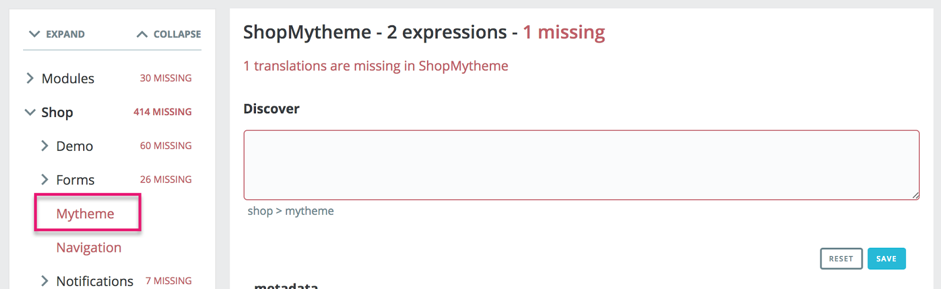 EXPAND
COLLAPSE
Modules 30 MISSING
Shop 414 MISSING
Demo 60 MISSING
Forms 26 MISSING
Mytheme
Navigation
Notifications 7 MISSING
ShopMytheme - 2 expressions - 1 missing
1 translations are missing in ShopMytheme
Discover
shop > mytheme
RESET
SAVE
metadata